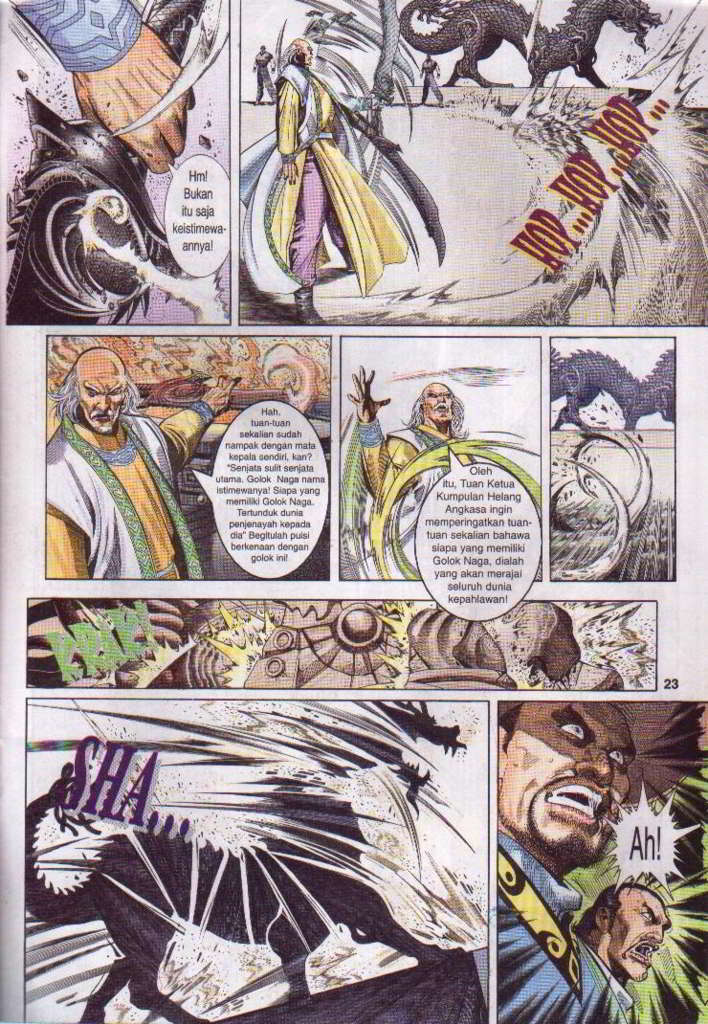 Hm!
Bukan
itu saja
keistimewa-
annya!
HOP...HOP...HOP...
Hah,
tuan-tuan
sekalian sudah
nampak dengan mata
kepala sendiri, kan?
"Senjata sulit senjata
utama. Golok Naga nama
istimewanya! Siapa yang
memiliki Golok Naga,
Tertunduk dunia
penjenayah kepada
dia" Begitulah puisi
berkenaan dengan
golok ini!
Oleh
itu, Tuan Ketua
Kumpulan Helang
Angkasa ingin
memperingatkan tuan-
tuan sekalian bahawa
siapa yang memiliki
Golok Naga, dialah
yang akan merajai
seluruh dunia
kepahlawan!
KRAK!
23
SHA...
Ah!